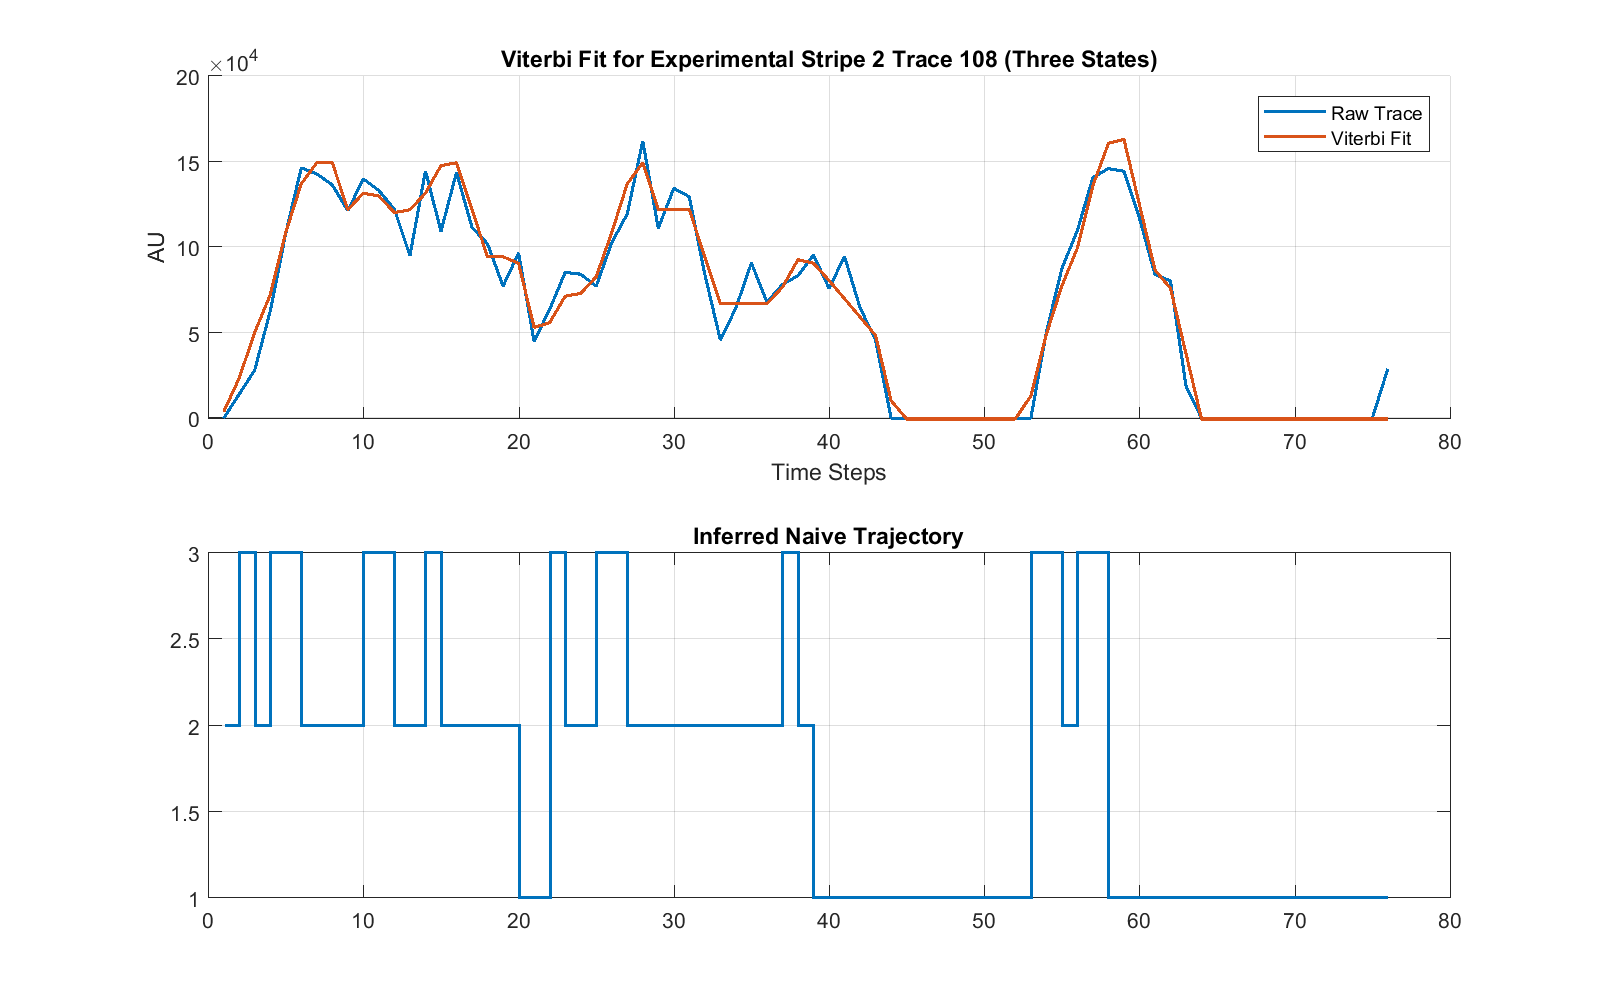 Viterbi Fit for Experimental Stripe 2 Trace 108 (Three States)
×10⁴
20
15
10
5
0
AU
Raw Trace
Viterbi Fit
0 10 20 30 40 50 60 70 80
Time Steps
Inferred Naive Trajectory
3
2.5
2
1.5
1
0 10 20 30 40 50 60 70 80